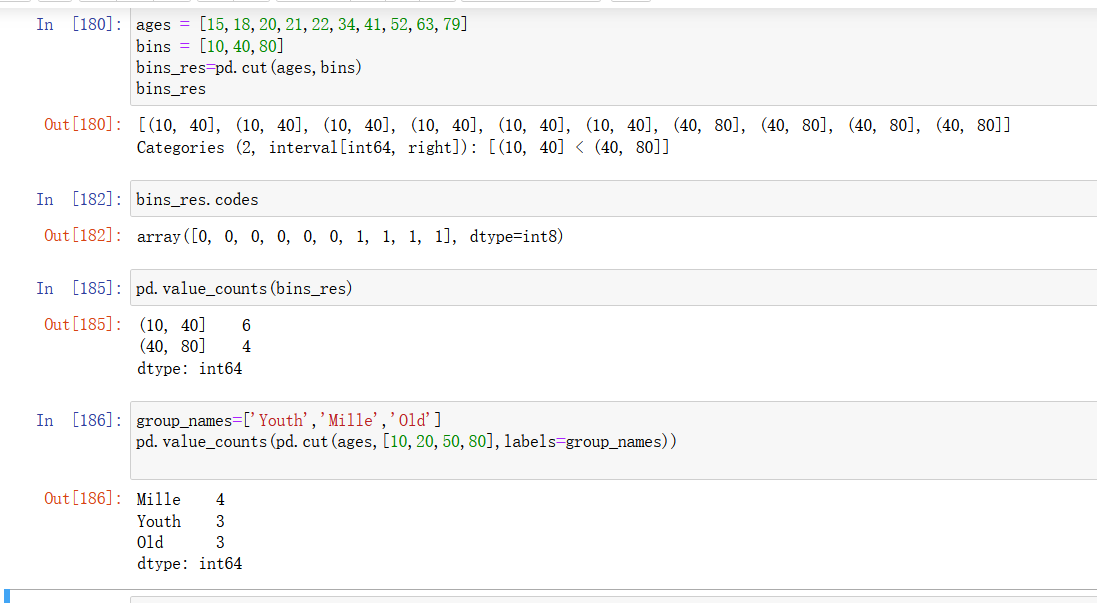 In [180]: ages = [15,18,20,21,22,34,41,52,63,79]
bins = [10,40,80]
bins_res=pd.cut(ages,bins)
bins_res
Out[180]: [(10, 40], (10, 40], (10, 40], (10, 40], (10, 40], (10, 40], (40, 80], (40, 80], (40, 80], (40, 80]]
Categories (2, interval[int64, right]): [(10, 40] < (40, 80]]
In [182]: bins_res.codes
Out[182]: array([0, 0, 0, 0, 0, 0, 1, 1, 1, 1], dtype=int8)
In [185]: pd.value_counts(bins_res)
Out[185]: (10, 40]    6
(40, 80]    4
dtype: int64
In [186]: group_names=['Youth','Mille','Old']
pd.value_counts(pd.cut(ages,[10,20,50,80],labels=group_names))
Out[186]: Mille    4
Youth    3
Old      3
dtype: int64